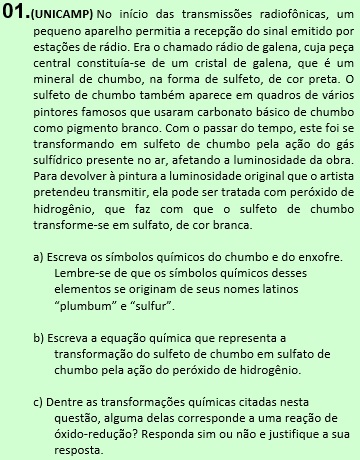 01.(UNICAMP) No início das transmissões radiofônicas, um
pequeno aparelho permitia a recepção do sinal emitido por
estações de rádio. Era o chamado rádio de galena, cuja peça
central constituía-se de um cristal de galena, que é um
mineral de chumbo, na forma de sulfeto, de cor preta. O
sulfeto de chumbo também aparece em quadros de vários
pintores famosos que usaram carbonato básico de chumbo
como pigmento branco. Com o passar do tempo, este foi se
transformando em sulfeto de chumbo pela ação do gás
sulfídrico presente no ar, afetando a luminosidade da obra.
Para devolver à pintura a luminosidade original que o artista
pretendeu transmitir, ela pode ser tratada com peróxido de
hidrogênio, que faz com que o sulfeto de chumbo
transforme-se em sulfato, de cor branca.
a) Escreva os símbolos químicos do chumbo e do enxofre.
Lembre-se de que os símbolos químicos desses
elementos se originam de seus nomes latinos
"plumbum" e "sulfur".
b) Escreva a equação química que representa a
transformação do sulfeto de chumbo em sulfato de
chumbo pela ação do peróxido de hidrogênio.
c) Dentre as transformações químicas citadas nesta
questão, alguma delas corresponde a uma reação de
óxido-redução? Responda sim ou não e justifique a sua
resposta.